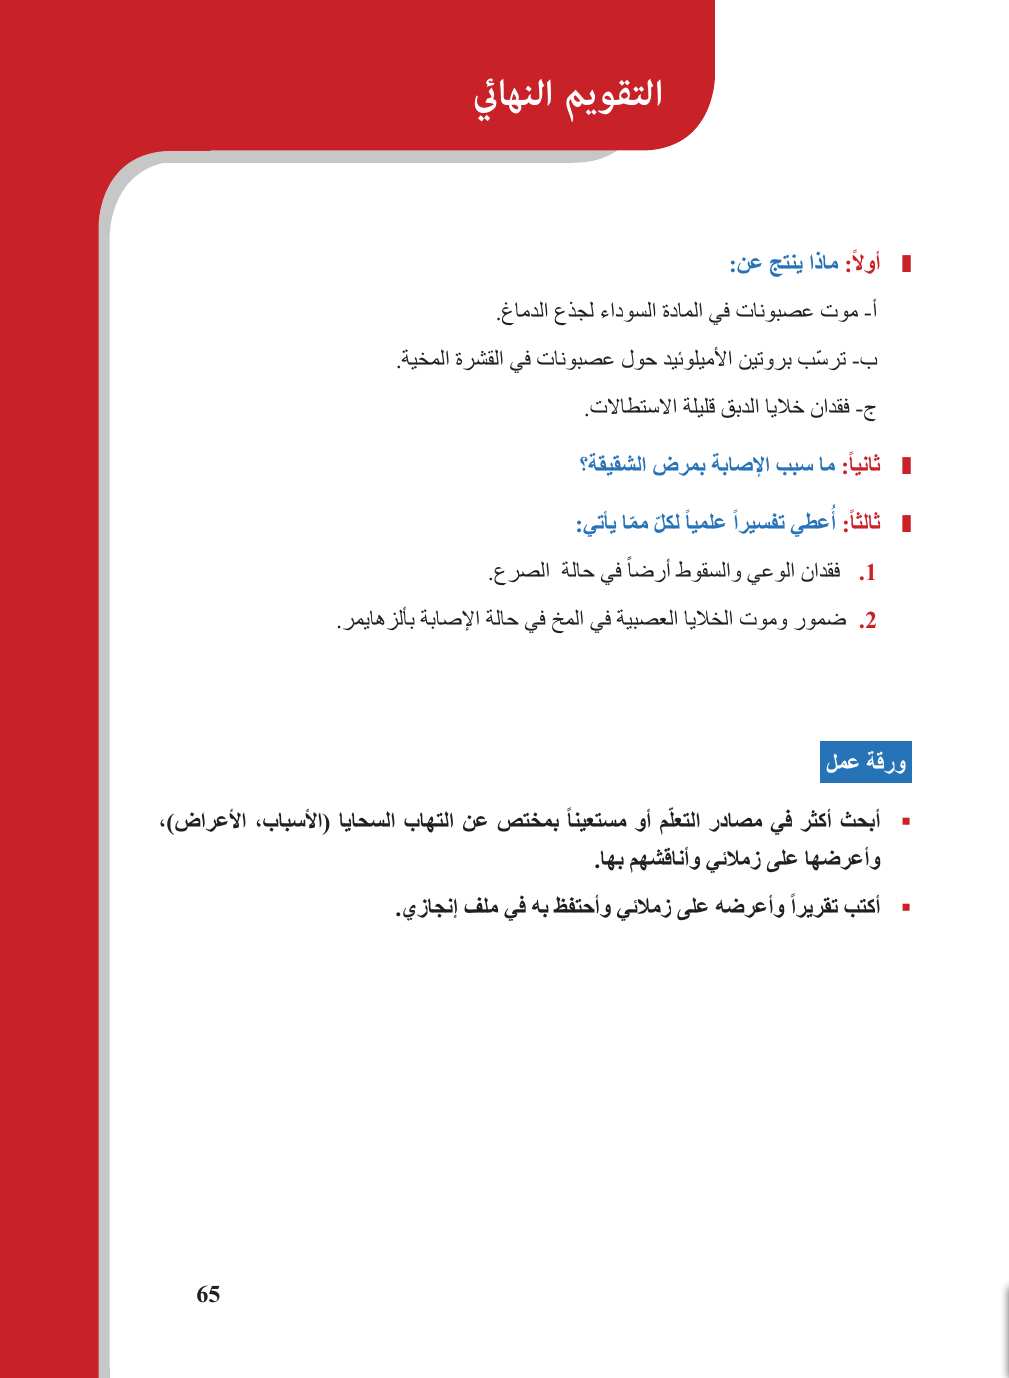 التقويم النهائي
أولاً: ماذا ينتج عن:
أ- موت عصبونات في المادة السوداء لجذع الدماغ.
ب- ترسّب بروتين الأميلوئيد حول عصبونات في القشرة المخية.
ج- فقدان خلايا الدبق قليلة الاستطالات.
ثانياً: ما سبب الإصابة بمرض الشقيقة؟
ثالثاً: أُعطي تفسيراً علمياً لكلّ ممّا يأتي:
1. فقدان الوعي والسقوط أرضاً في حالة الصرع.
2. ضمور وموت الخلايا العصبية في المخ في حالة الإصابة بألزهايمر.
ورقة عمل
أبحث أكثر في مصادر التعلّم أو مستعيناً بمختص عن التهاب السحايا (الأسباب، الأعراض)،
وأعرضها على زملائي وأناقشهم بها.
أكتب تقريراً وأعرضه على زملائي وأحتفظ به في ملف إنجازي.
65